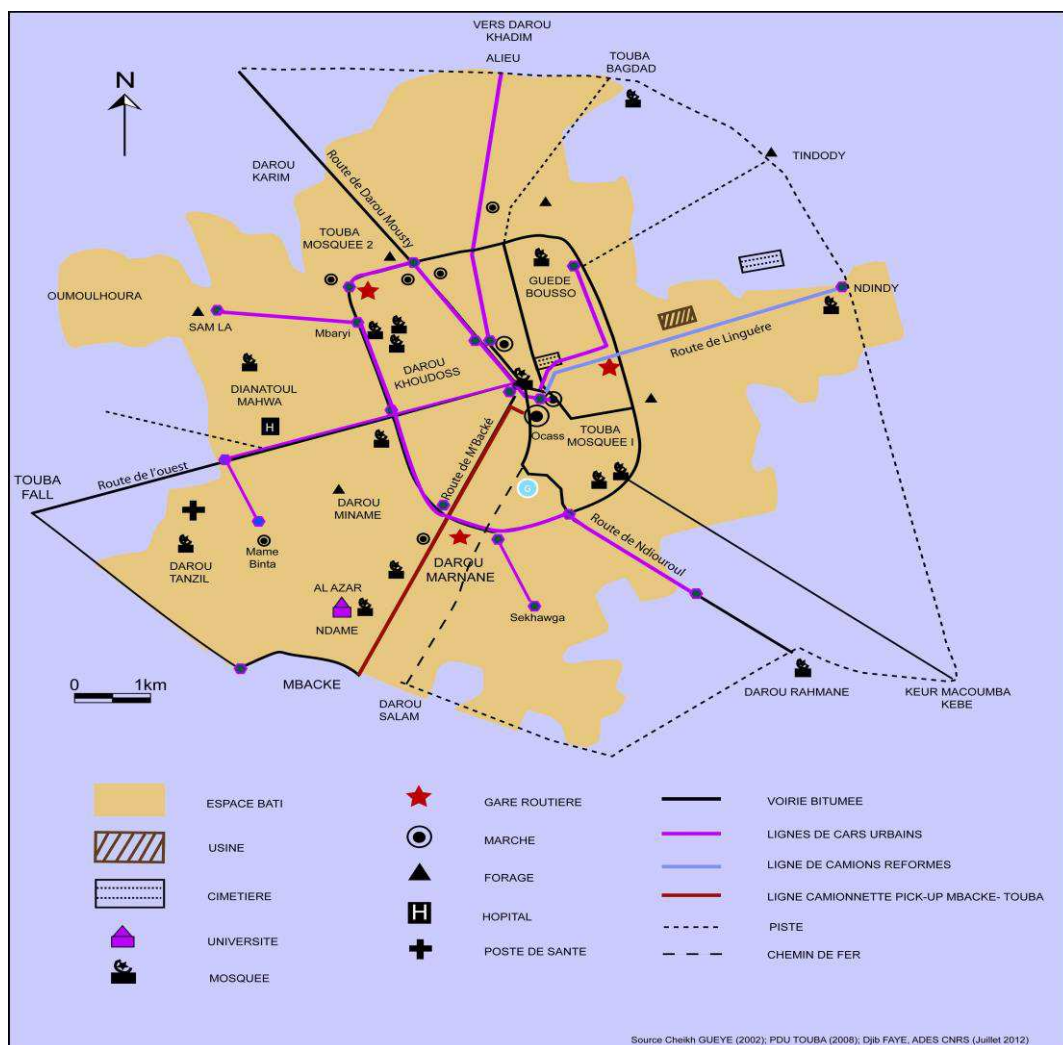 VERS DAROU
KHADIM
ALIEU
TOUBA
BAGDAD
N
TINDODY
DAROU
KARIM
Route de Darou Mousty
TOUBA
MOSQUEE 2
GUEDE
BOUSSO
OUMOULHOURA
NDINDY
SAM LA
Mbaryi
Route de Linguère
DAROU
KHOUDOSS
DIANATOUL
MAHWA
H
Ocass
TOUBA
MOSQUEE I
Route de M'Backé
Route de l'ouest
TOUBA
FALL
G
DAROU
MINAME
Route de Ndiouroul
DAROU
TANZIL
Mame
Binta
DAROU
MARNANE
AL AZAR
NDAME
Sekhawga
0 1km
MBACKE
DAROU
SALAM
DAROU RAHMANE
KEUR MACOUMBA
KEBE
ESPACE BATI
USINE
CIMETIERE
UNIVERSITE
MOSQUEE
GARE ROUTIERE
MARCHE
FORAGE
H HOPITAL
POSTE DE SANTE
VOIRIE BITUMEE
LIGNES DE CARS URBAINS
LIGNE DE CAMIONS REFORMES
LIGNE CAMIONNETTE PICK-UP MBACKE- TOUBA
PISTE
CHEMIN DE FER
Source Cheikh GUEYE (2002); PDU TOUBA (2008); Djib FAYE, ADES CNRS (Juillet 2012)